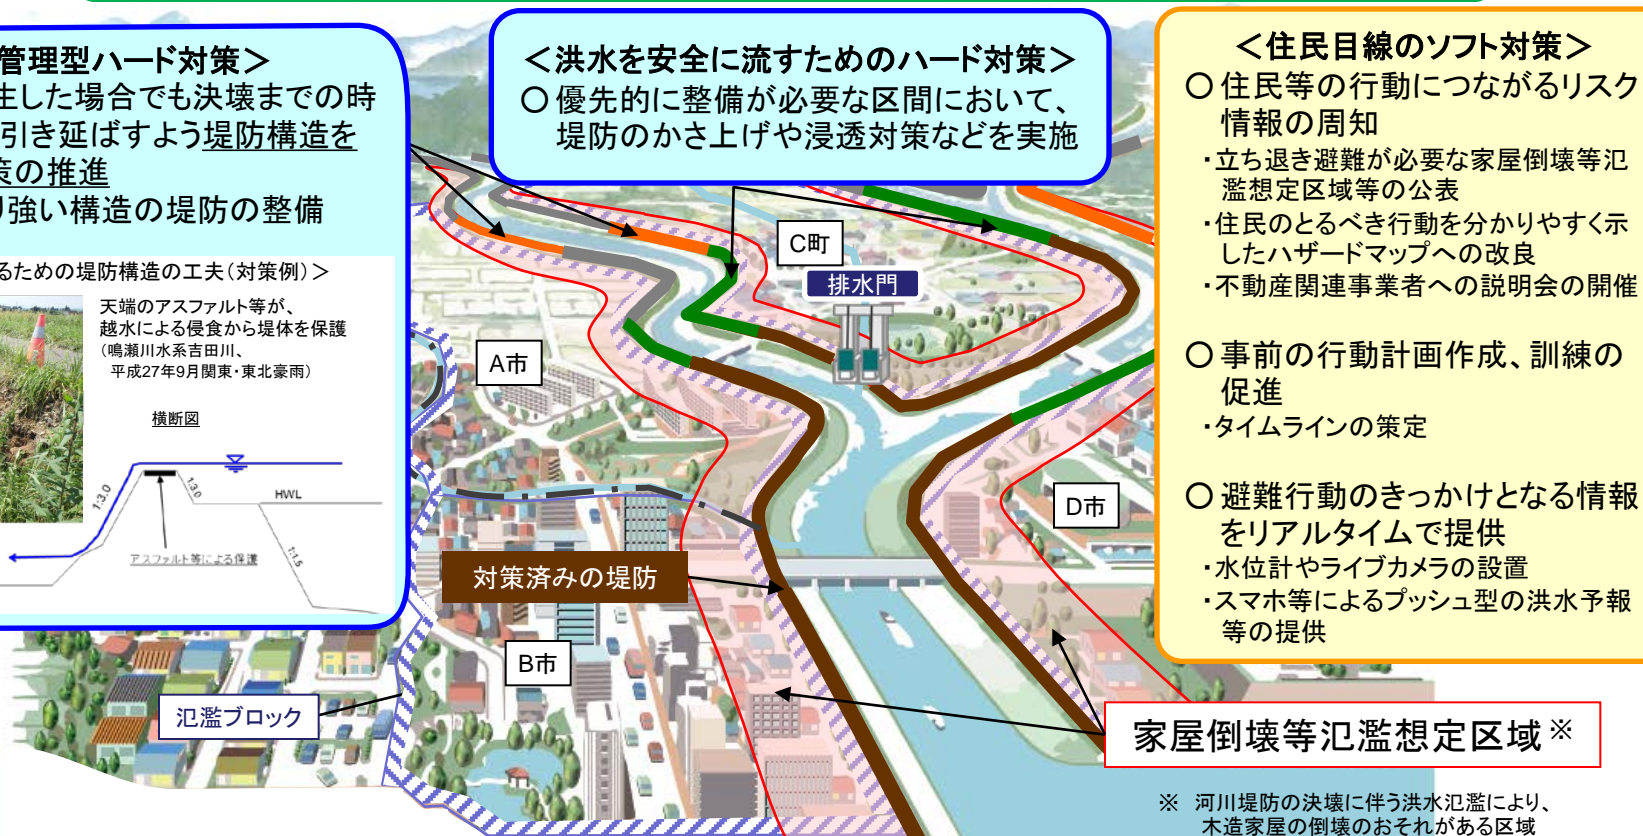 管理型ハード対策＞
生した場合でも決壊までの時
引き延ばすよう堤防構造を
策の推進
り強い構造の堤防の整備
るための堤防構造の工夫（対策例）＞
天端のアスファルト等が、
越水による侵食から堤体を保護
（鳴瀬川水系吉田川、
平成27年9月関東・東北豪雨）
横断図
1:3.0
1:3.0
HWL
1:1.5
アスファルト等による保護
＜洪水を安全に流すためのハード対策＞
○ 優先的に整備が必要な区間において、
堤防のかさ上げや浸透対策などを実施
＜住民目線のソフト対策＞
○ 住民等の行動につながるリスク
情報の周知
・立ち退き避難が必要な家屋倒壊等氾
濫想定区域等の公表
・住民のとるべき行動を分かりやすく示
したハザードマップへの改良
・不動産関連事業者への説明会の開催
○ 事前の行動計画作成、訓練の
促進
・タイムラインの策定
○ 避難行動のきっかけとなる情報
をリアルタイムで提供
・水位計やライブカメラの設置
・スマホ等によるプッシュ型の洪水予報
等の提供
C町
排水門
A市
D市
対策済みの堤防
B市
氾濫ブロック
家屋倒壊等氾濫想定区域※
※ 河川堤防の決壊に伴う洪水氾濫により、
木造家屋の倒壊のおそれがある区域